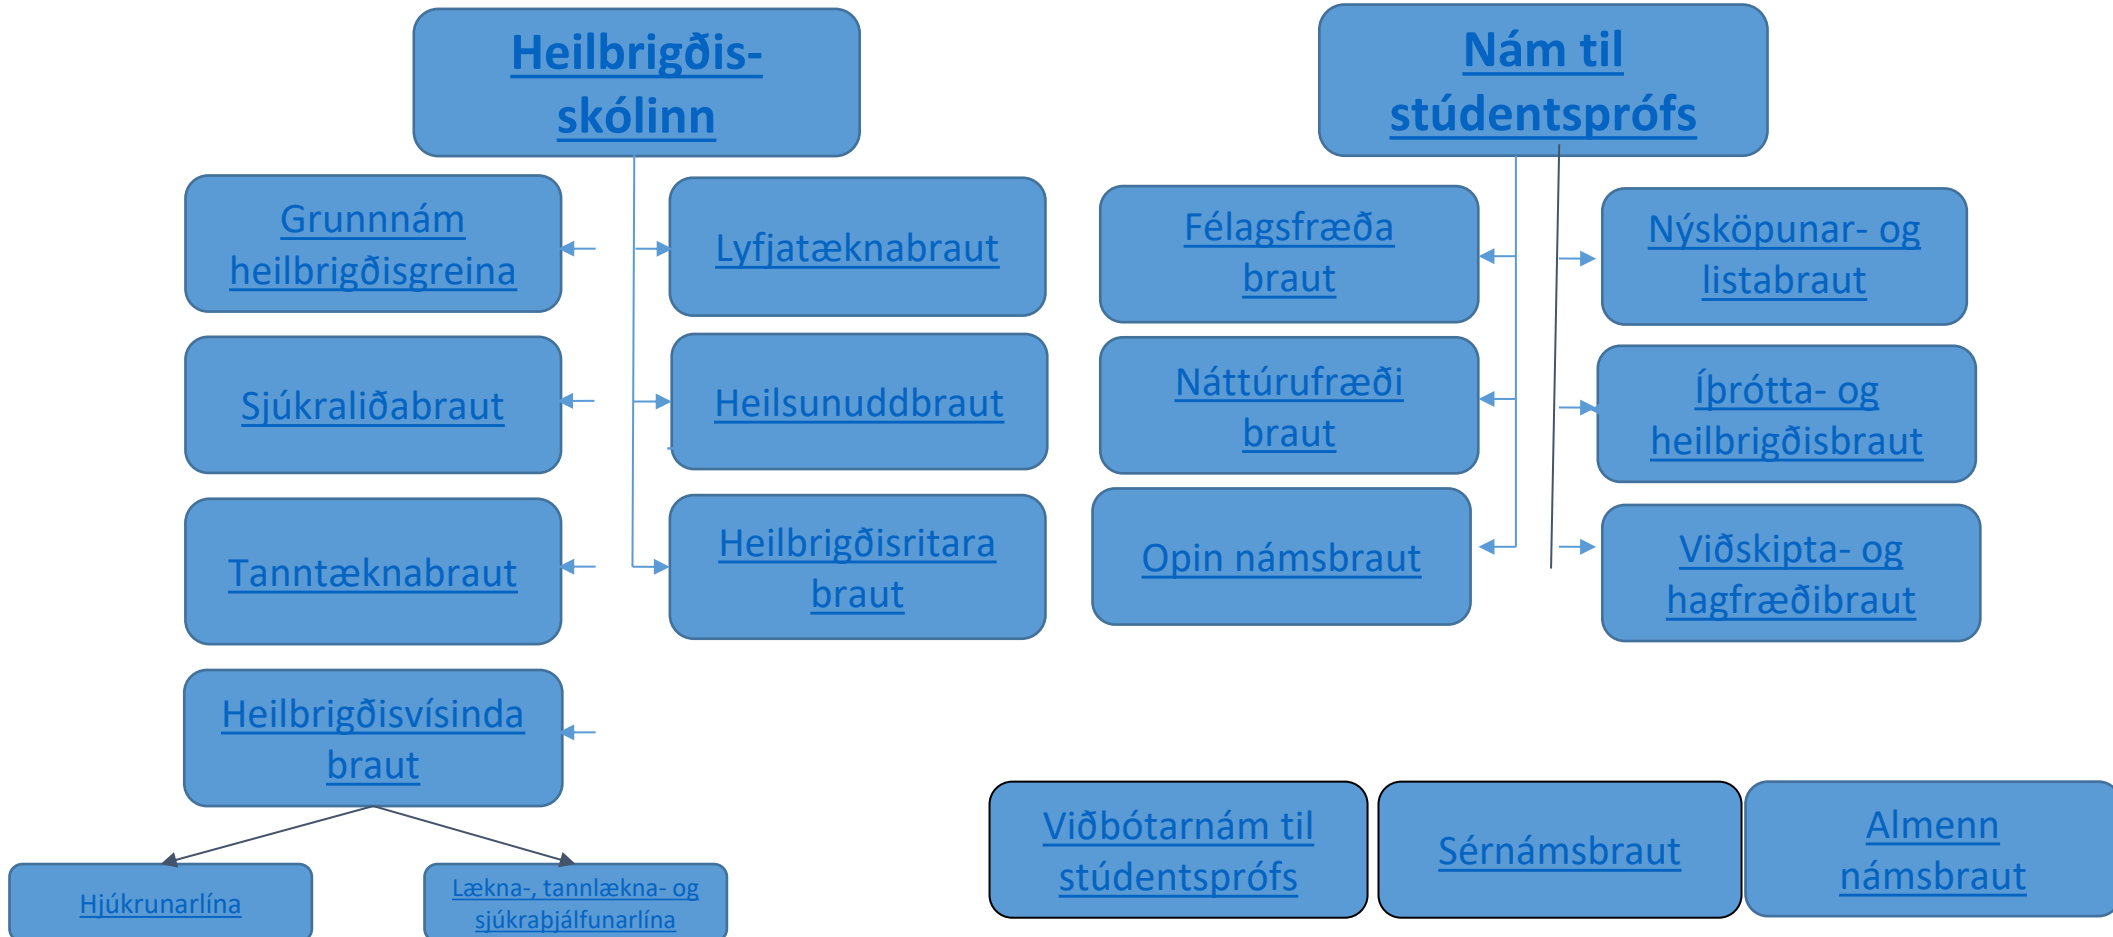 Heilbrigðis-
skólinn
Nám til
stúdentsprófs
Grunnnám
heilbrigðisgreina
Lyfjatæknabraut
Sjúkraliðabraut
Heilsunuddbraut
Tanntæknabraut
Heilbrigðisritara
braut
Heilbrigðisvísinda
braut
Hjúkrunarlína
Lækna-, tannlækna- og
sjúkraþjálfunarlína
Félagsfræða
braut
Nýsköpunar- og
listabraut
Náttúrufræði
braut
Íþrótta- og
heilbrigðisbraut
Opin námsbraut
Viðskipta- og
hagfræðibraut
Viðbótarnám til
stúdentsprófs
Sérnámsbraut
Almenn
námsbraut